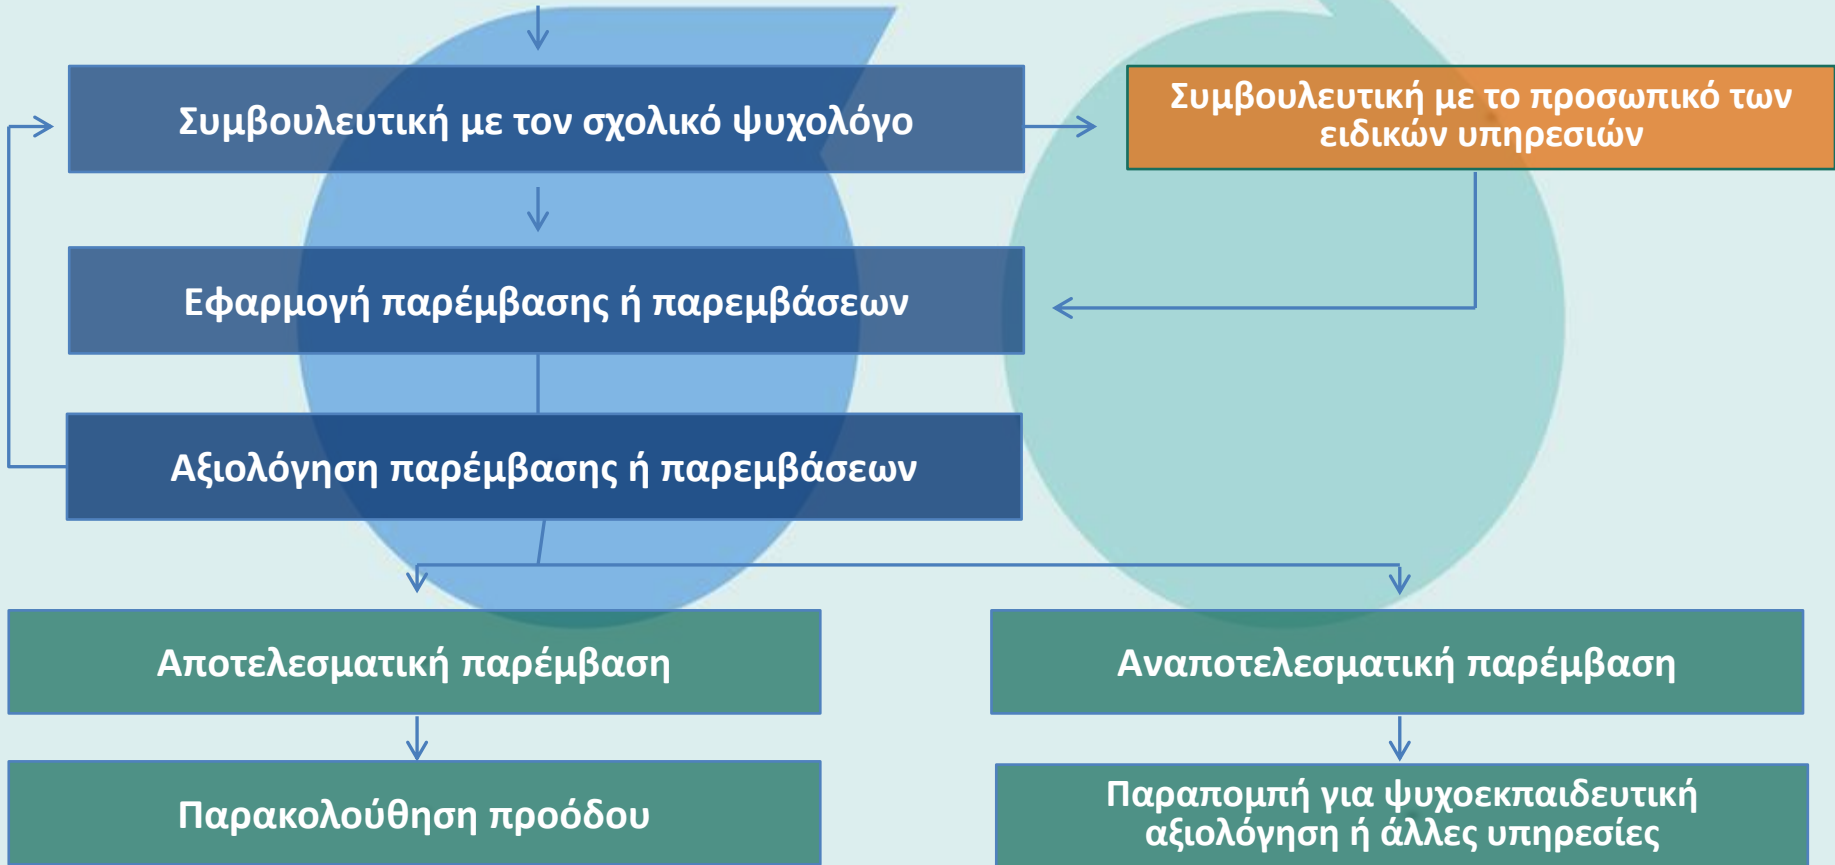 Συμβουλευτική με τον σχολικό ψυχολόγο
Συμβουλευτική με το προσωπικό των
ειδικών υπηρεσιών
Εφαρμογή παρέμβασης ή παρεμβάσεων
Αξιολόγηση παρέμβασης ή παρεμβάσεων
Αποτελεσματική παρέμβαση
Αναποτελεσματική παρέμβαση
Παρακολούθηση προόδου
Παραπομπή για ψυχοεκπαιδευτική
αξιολόγηση ή άλλες υπηρεσίες